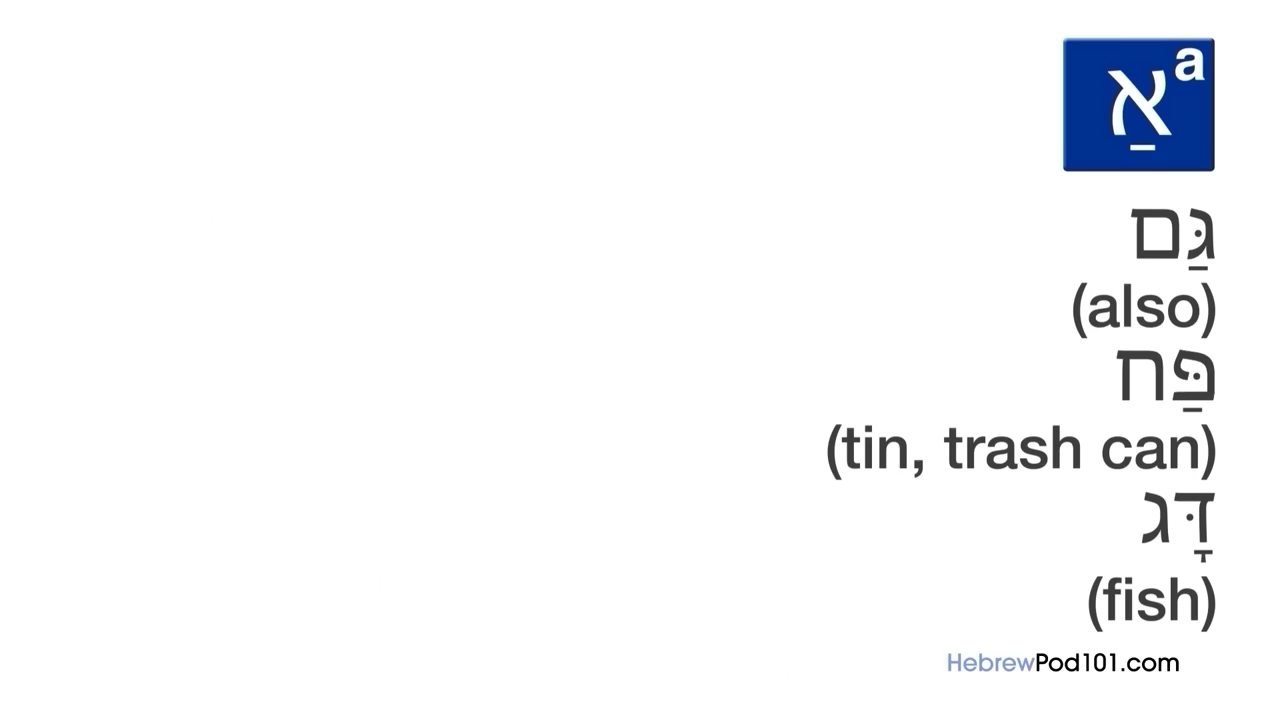 אַ a
גַּם
(also)
פַּח
(tin, trash can)
דָּג
(fish)
HebrewPod101.com